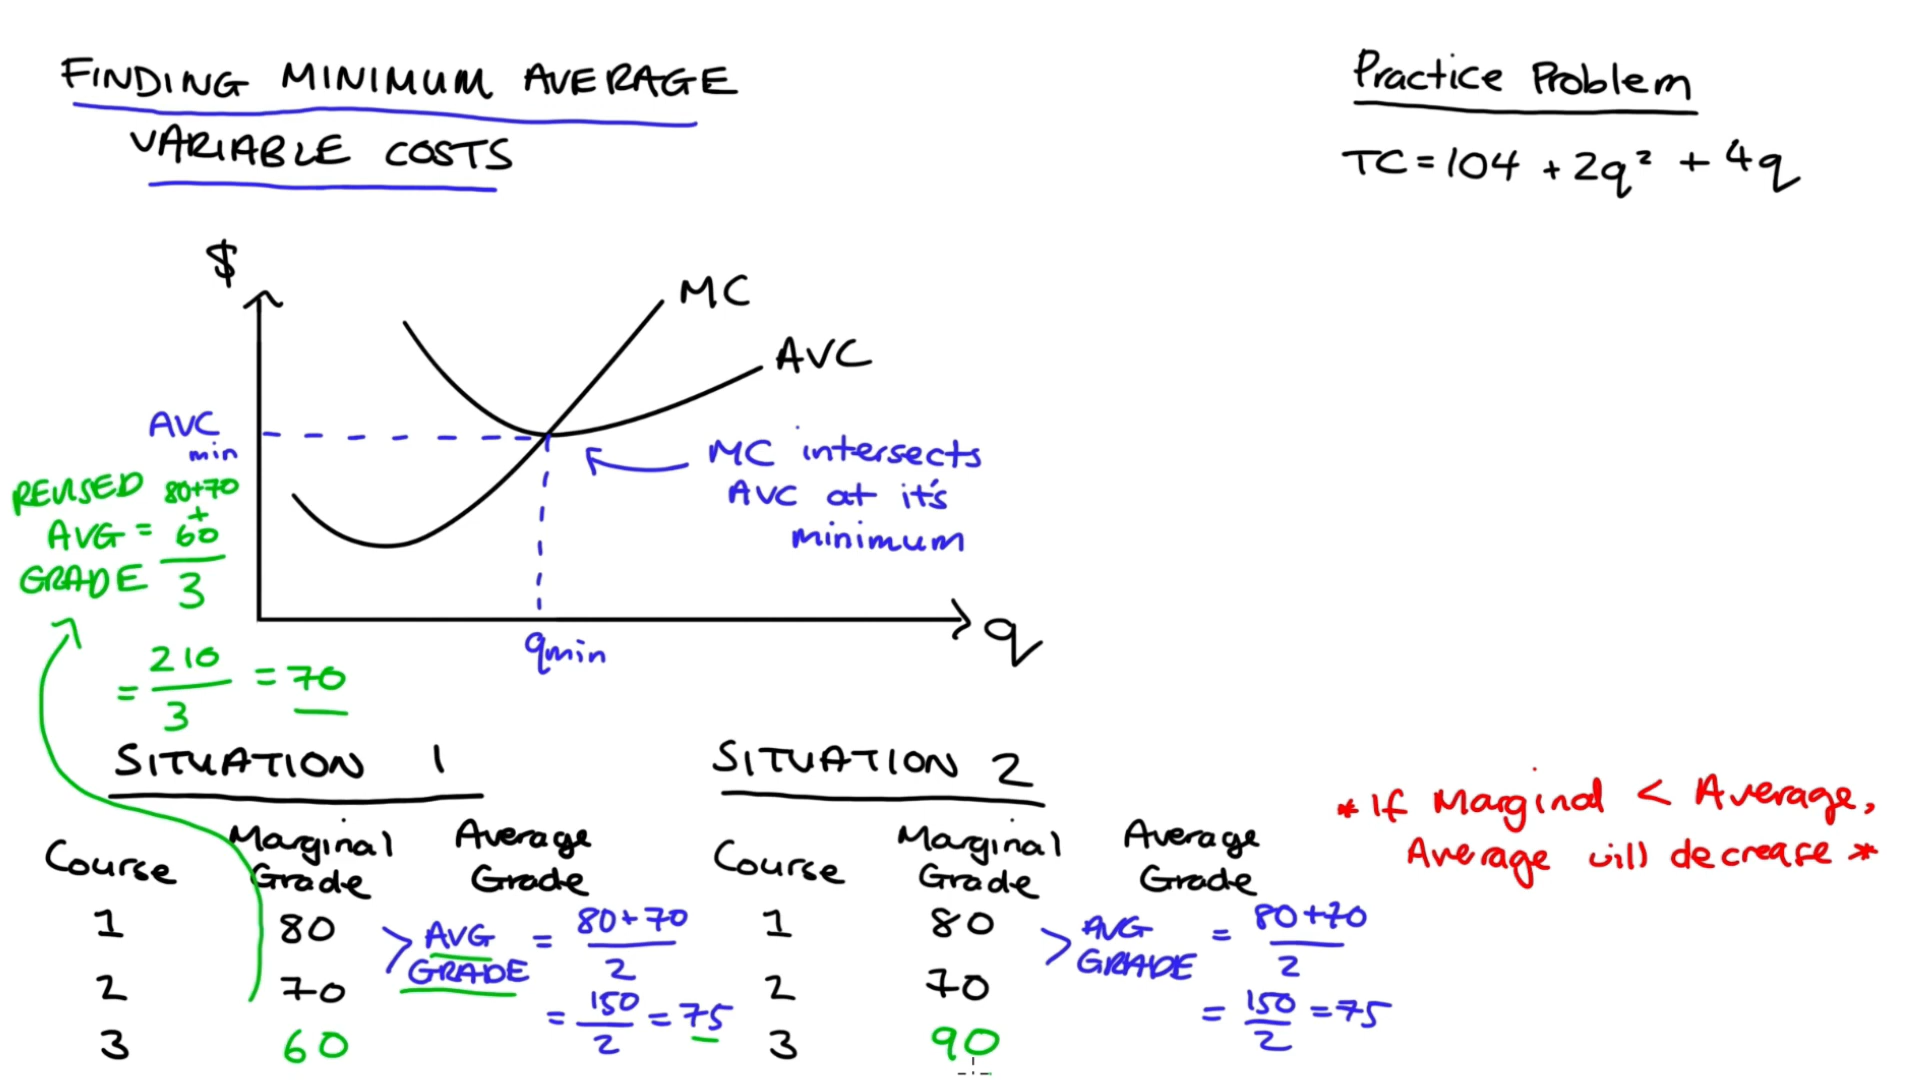 FINDING MINIMUM AVERAGE
VARIABLE COSTS
Practice Problem
TC = 104 + 2q² + 4q
$
MC
AVC
AVC min
MC intersects
AVC at it's
minimum
q
qmin
REVISED
AVG =
GRADE
80+70
+
60
3
= 210/3 = 70
SITUATION 1
Course
Marginal
Grade
Average
Grade
1 80
2 70
3 60
> AVG
GRADE
= 80+70
2
= 150/2 = 75
SITUATION 2
Course
Marginal
Grade
Average
Grade
1 80
2 70
3 90
> AVG
GRADE
= 80+70
2
= 150/2 = 75
* If Marginal < Average,
Average will decrease *